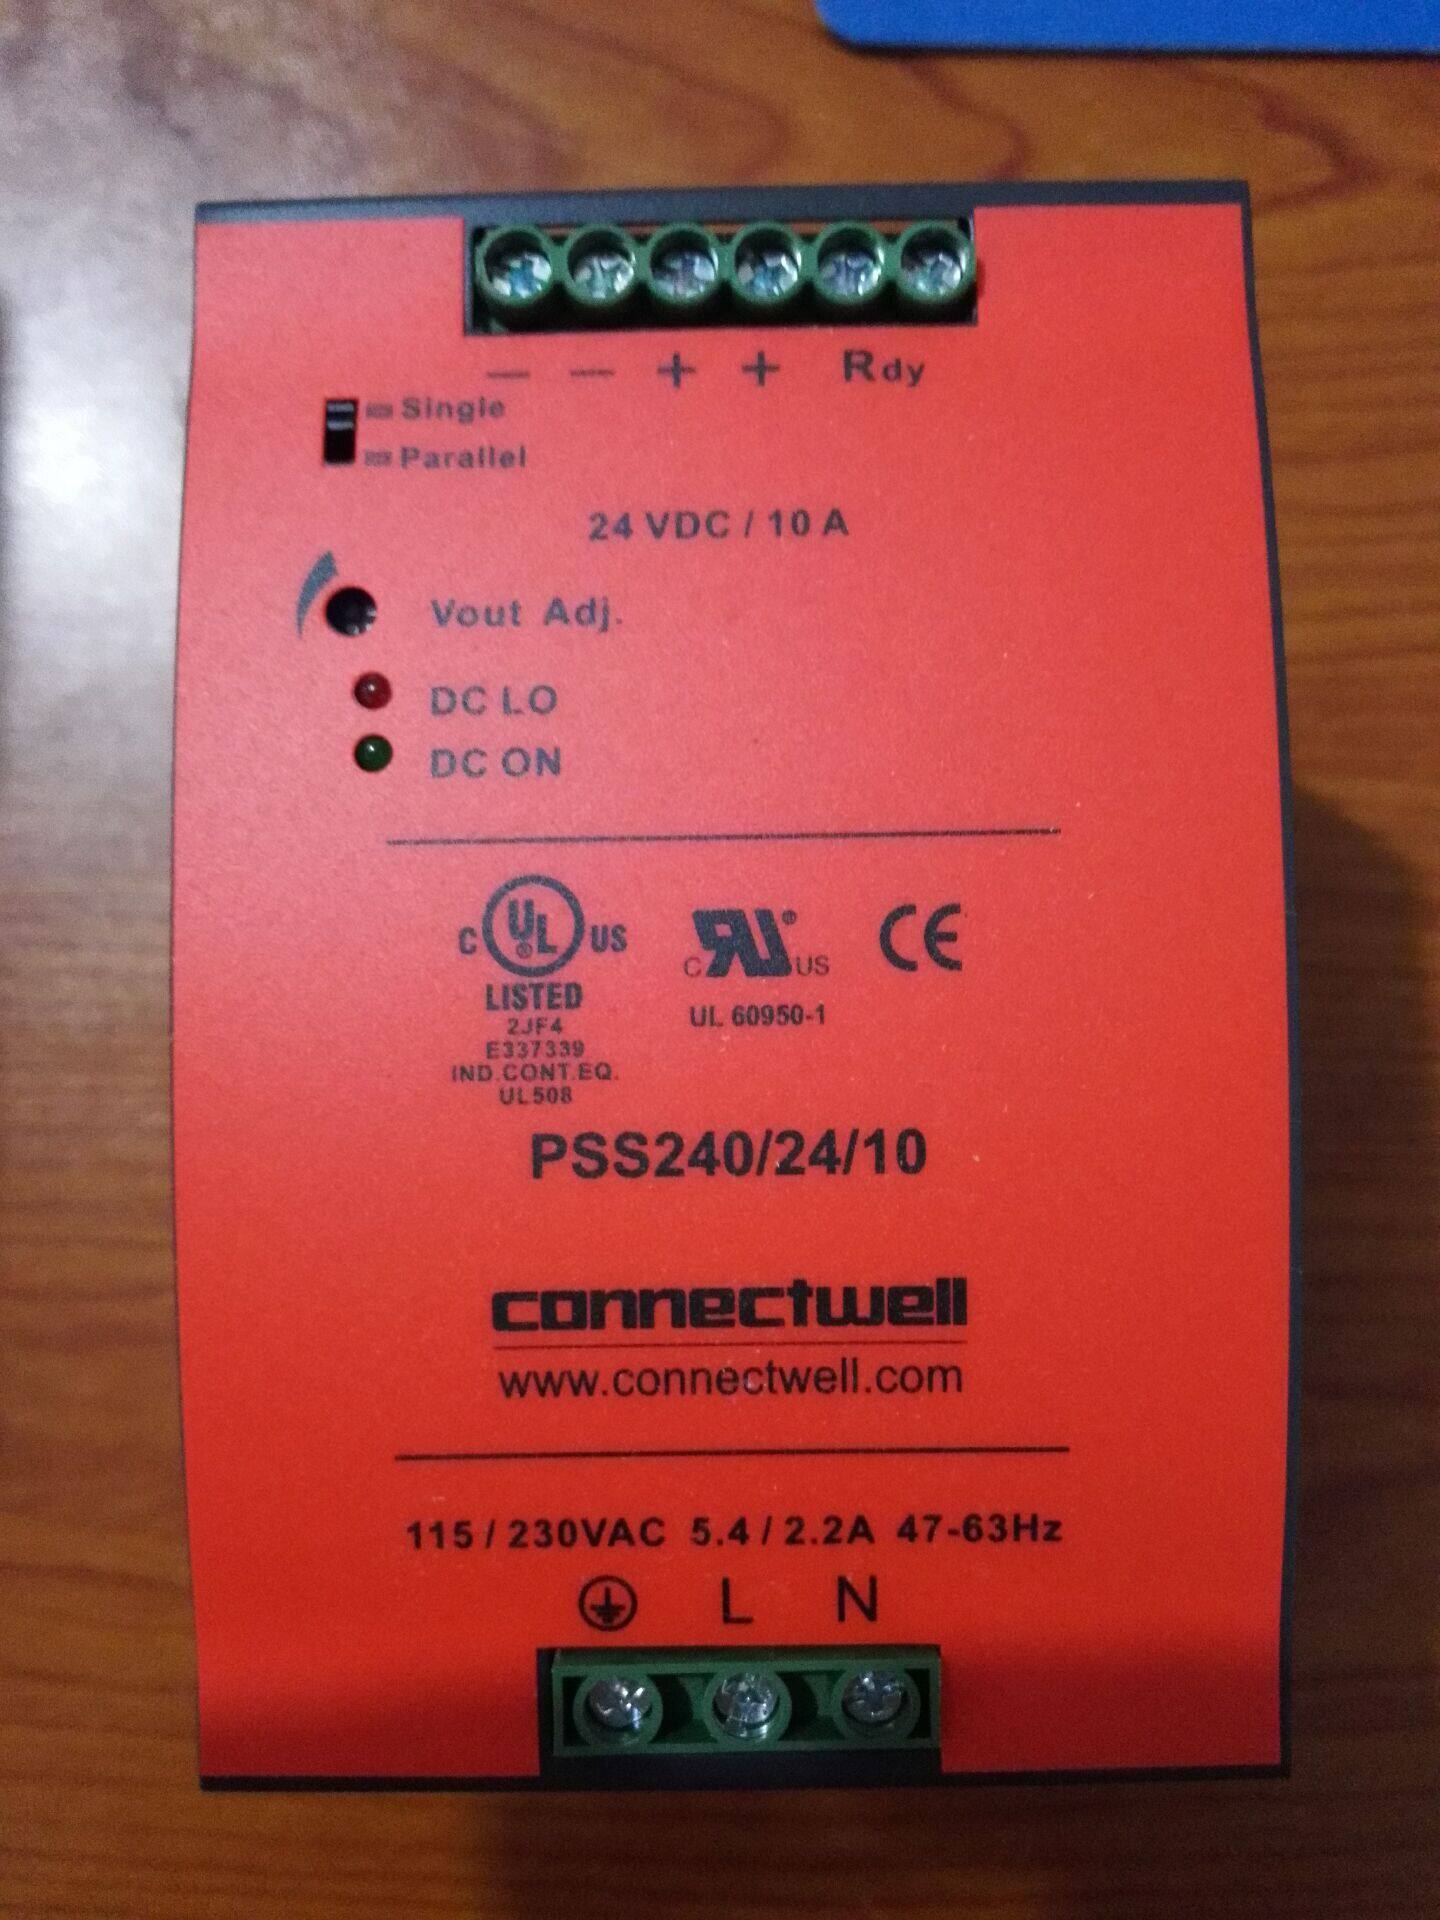 − − + + Rdy
Single
Parallel
24 VDC / 10 A
Vout Adj.
DC LO
DC ON
C UL ® US
LISTED
2JF4
E337339
IND.CONT.EQ.
UL508
C RU ® US
UL 60950-1
CE
PSS240/24/10
connectwell
www.connectwell.com
115 / 230VAC 5.4 / 2.2A 47-63Hz
L N